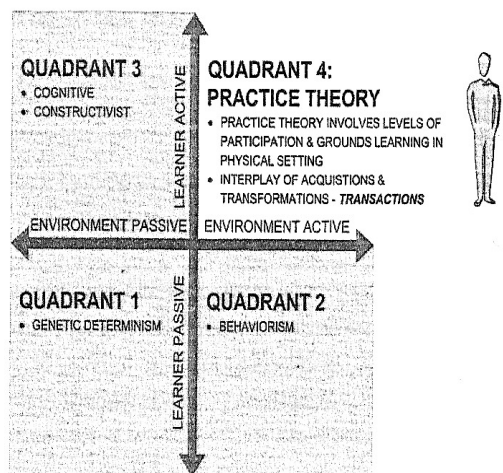 QUADRANT 3
• COGNITIVE
• CONSTRUCTIVIST
LEARNER ACTIVE
QUADRANT 4:
PRACTICE THEORY
• PRACTICE THEORY INVOLVES LEVELS OF
PARTICIPATION & GROUNDS LEARNING IN
PHYSICAL SETTING
• INTERPLAY OF ACQUISTIONS &
TRANSFORMATIONS - TRANSACTIONS
ENVIRONMENT PASSIVE
ENVIRONMENT ACTIVE
QUADRANT 1
• GENETIC DETERMINISM
LEARNER PASSIVE
QUADRANT 2
• BEHAVIORISM